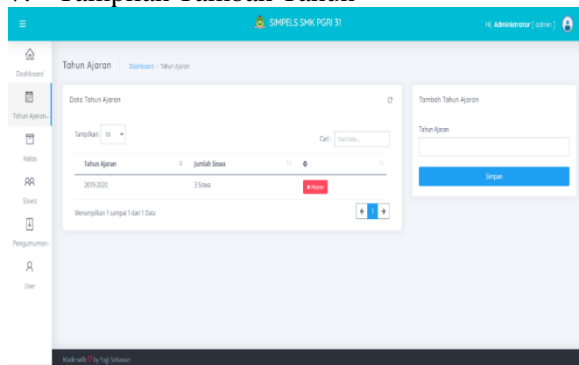 Tampilan Tambah Tahun
SIMPELS SMK PGRI 31
Hi, Administrator [ admin ]
Dashboard
Tahun Ajaran
Kelas
Siswa
Pengumuman
User
Tahun Ajaran
Dashboard - Tahun Ajaran
Data Tahun Ajaran
Tampilkan 10
Cari: Cari Data...
Tahun Ajaran Jumlah Siswa
2019-2020 3 Siswa Hapus
Menampilkan 1 sampai 1 dari 1 Data
1
Tambah Tahun Ajaran
Tahun Ajaran
Simpan
Made with by Yugi Setiawan